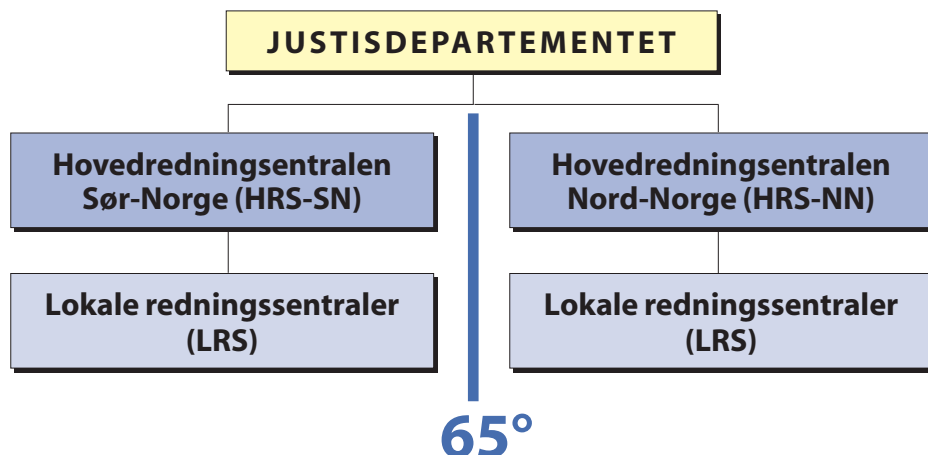 JUSTISDEPARTEMENTET
Hovedredningsentralen
Sør-Norge (HRS-SN)
Hovedredningsentralen
Nord-Norge (HRS-NN)
Lokale redningssentraler
(LRS)
Lokale redningssentraler
(LRS)
65°